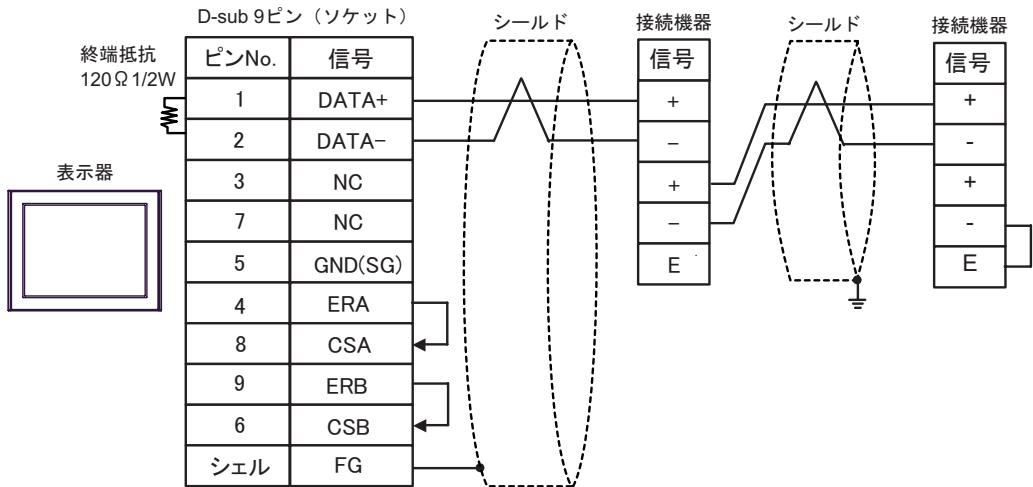 D-sub 9ピン（ソケット）
シールド
接続機器
シールド
接続機器
終端抵抗
120Ω1/2W
ピンNo. 信号
1 DATA+
2 DATA−
3 NC
7 NC
5 GND(SG)
4 ERA
8 CSA
9 ERB
6 CSB
シェル FG
表示器
信号
+
−
+
−
E
信号
+
-
+
-
E